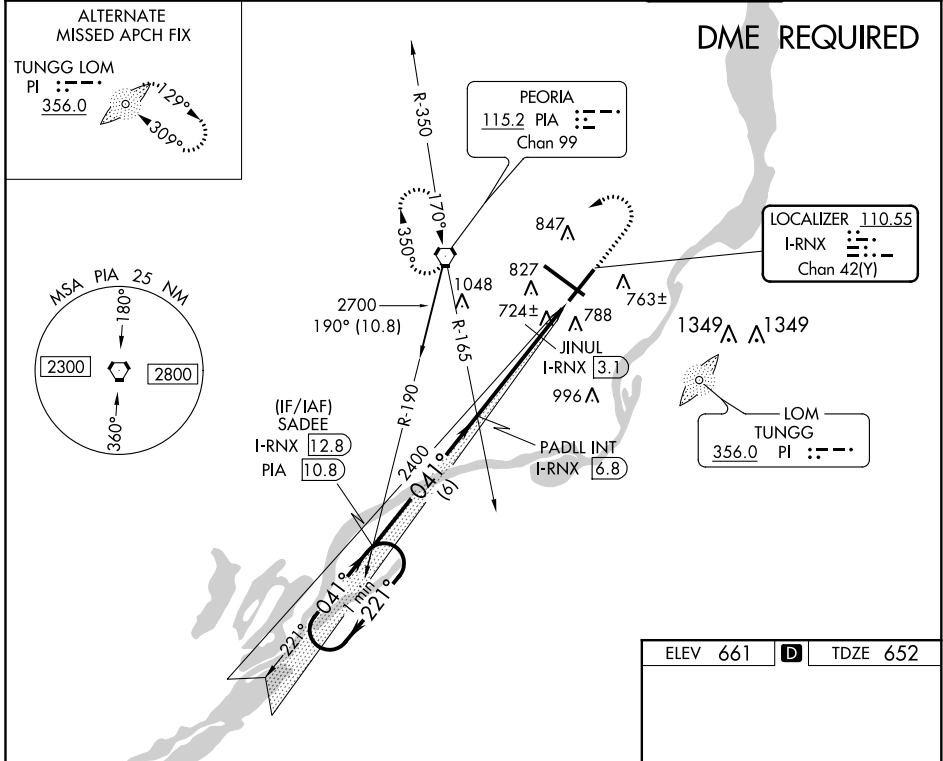 ALTERNATE
MISSED APCH FIX
TUNGG LOM
PI
356.0
129°
309°
DME REQUIRED
PEORIA
115.2 PIA
Chan 99
R-350
170°
350°
LOCALIZER 110.55
I-RNX
Chan 42(Y)
847
827
1048
724±
788
763±
1349
1349
996
MSA PIA 25 NM
180°
2300
2800
360°
2700
190° (10.8)
R-165
R-190
JINUL
I-RNX 3.1
LOM
TUNGG
356.0 PI
(IF/IAF)
SADEE
I-RNX 12.8
PIA 10.8
2400
041°
(6)
PADLL INT
I-RNX 6.8
041°
1 min
221°
221°
ELEV 661 D TDZE 652